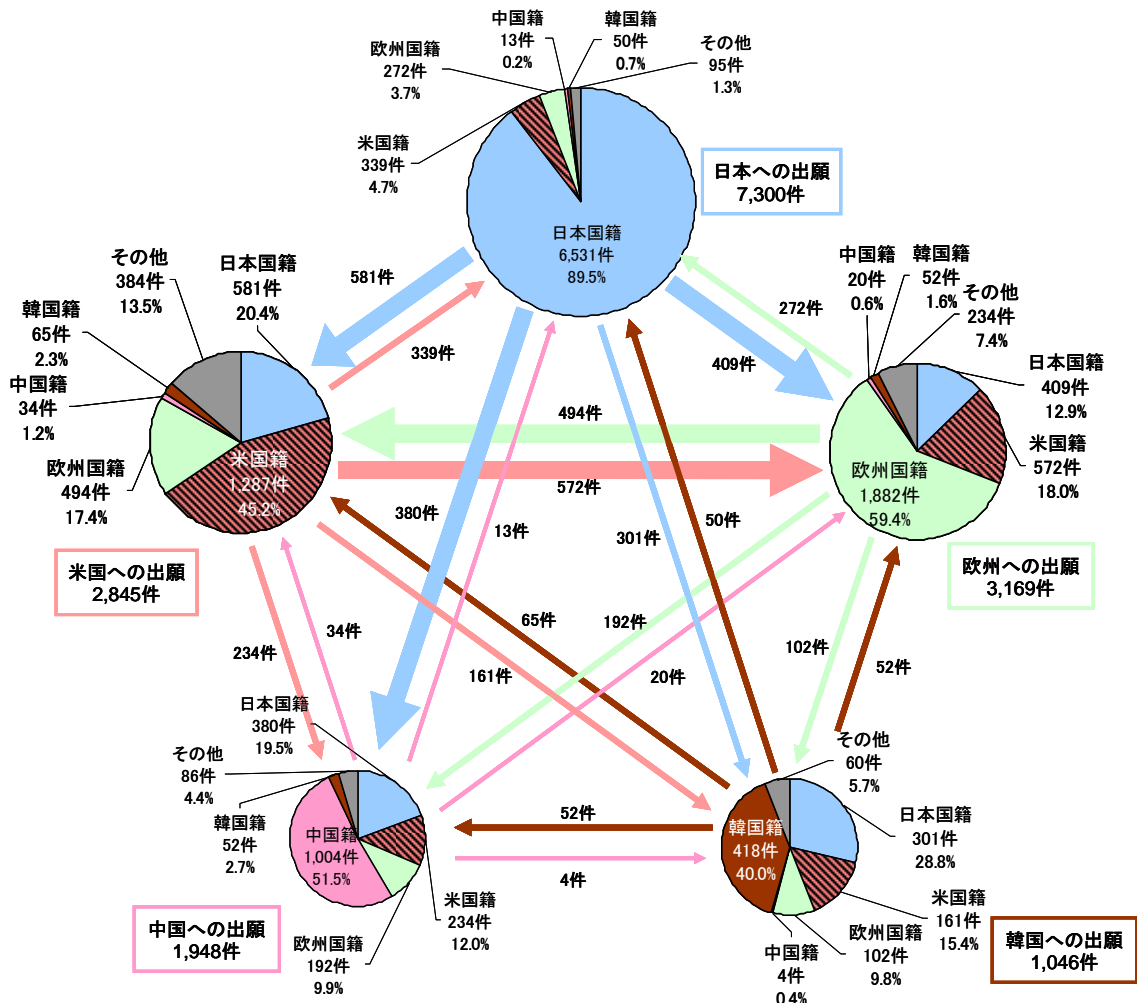 中国籍
13件
0.2%
韓国籍
50件
0.7%
その他
95件
1.3%
欧州国籍
272件
3.7%
米国籍
339件
4.7%
日本国籍
6,531件
89.5%
日本への出願
7,300件
その他
384件
13.5%
日本国籍
581件
20.4%
韓国籍
65件
2.3%
中国籍
34件
1.2%
欧州国籍
494件
17.4%
米国籍
1,287件
45.2%
米国への出願
2,845件
中国籍
20件
0.6%
韓国籍
52件
1.6%
その他
234件
7.4%
日本国籍
409件
12.9%
米国籍
572件
18.0%
欧州国籍
1,882件
59.4%
欧州への出願
3,169件
581件
339件
272件
409件
494件
572件
380件
13件
301件
50件
234件
34件
161件
65件
192件
20件
102件
52件
52件
4件
日本国籍
380件
19.5%
その他
86件
4.4%
韓国籍
52件
2.7%
中国籍
1,004件
51.5%
米国籍
234件
12.0%
欧州国籍
192件
9.9%
中国への出願
1,948件
その他
60件
5.7%
日本国籍
301件
28.8%
韓国籍
418件
40.0%
米国籍
161件
15.4%
欧州国籍
102件
9.8%
中国籍
4件
0.4%
韓国への出願
1,046件